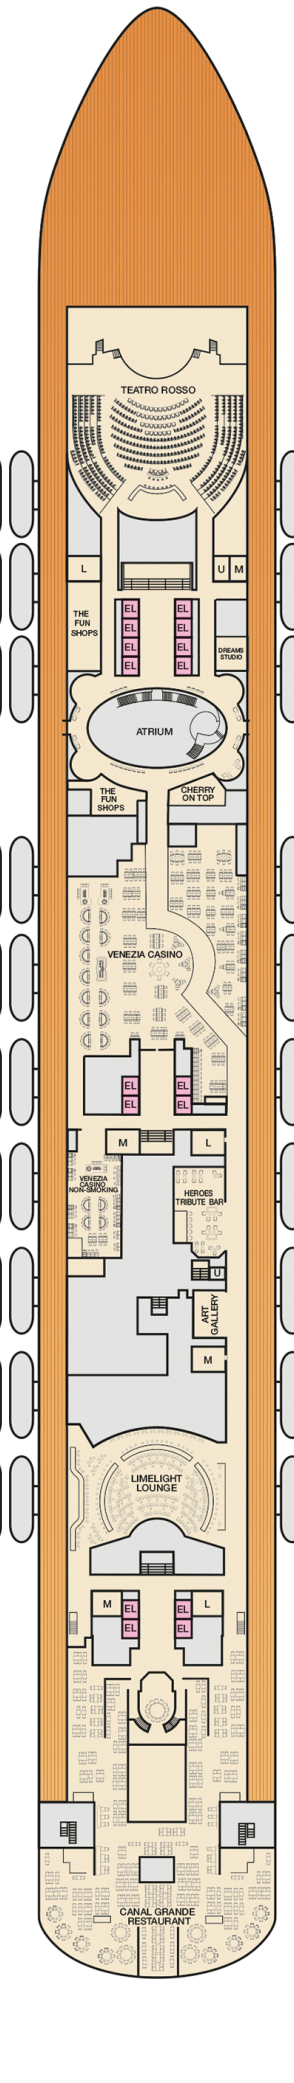 TEATRO ROSSO
L
U M
THE
FUN
SHOPS
EL EL
EL EL
EL EL
EL EL
DREAMS
STUDIO
ATRIUM
THE
FUN
SHOPS
CHERRY
ON TOP
VENEZIA CASINO
EL EL
EL EL
M
L
VENEZIA
CASINO
NON-SMOKING
HEROES
TRIBUTE BAR
U
ART
GALLERY
M
LIMELIGHT
LOUNGE
M EL EL L
EL EL
CANAL GRANDE
RESTAURANT